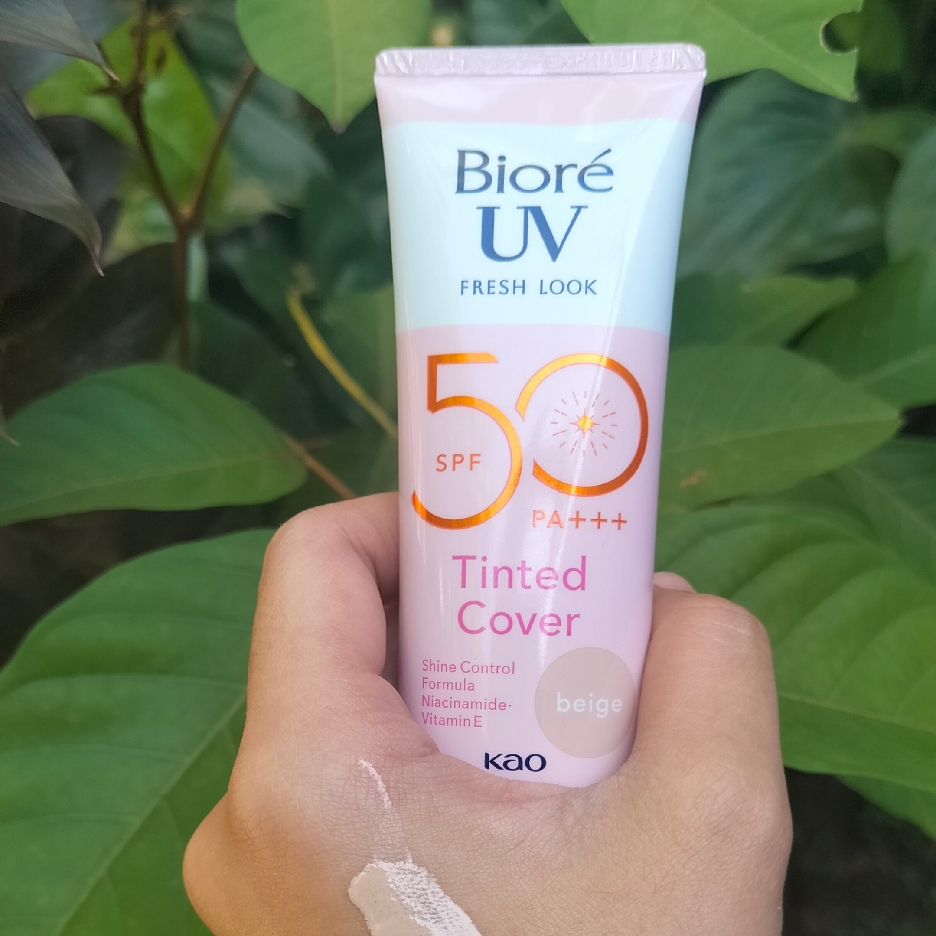 Bioré
UV
FRESH LOOK
50
SPF
PA+++
Tinted
Cover
Shine Control
Formula
Niacinamide·
Vitamin E
beige
Kao